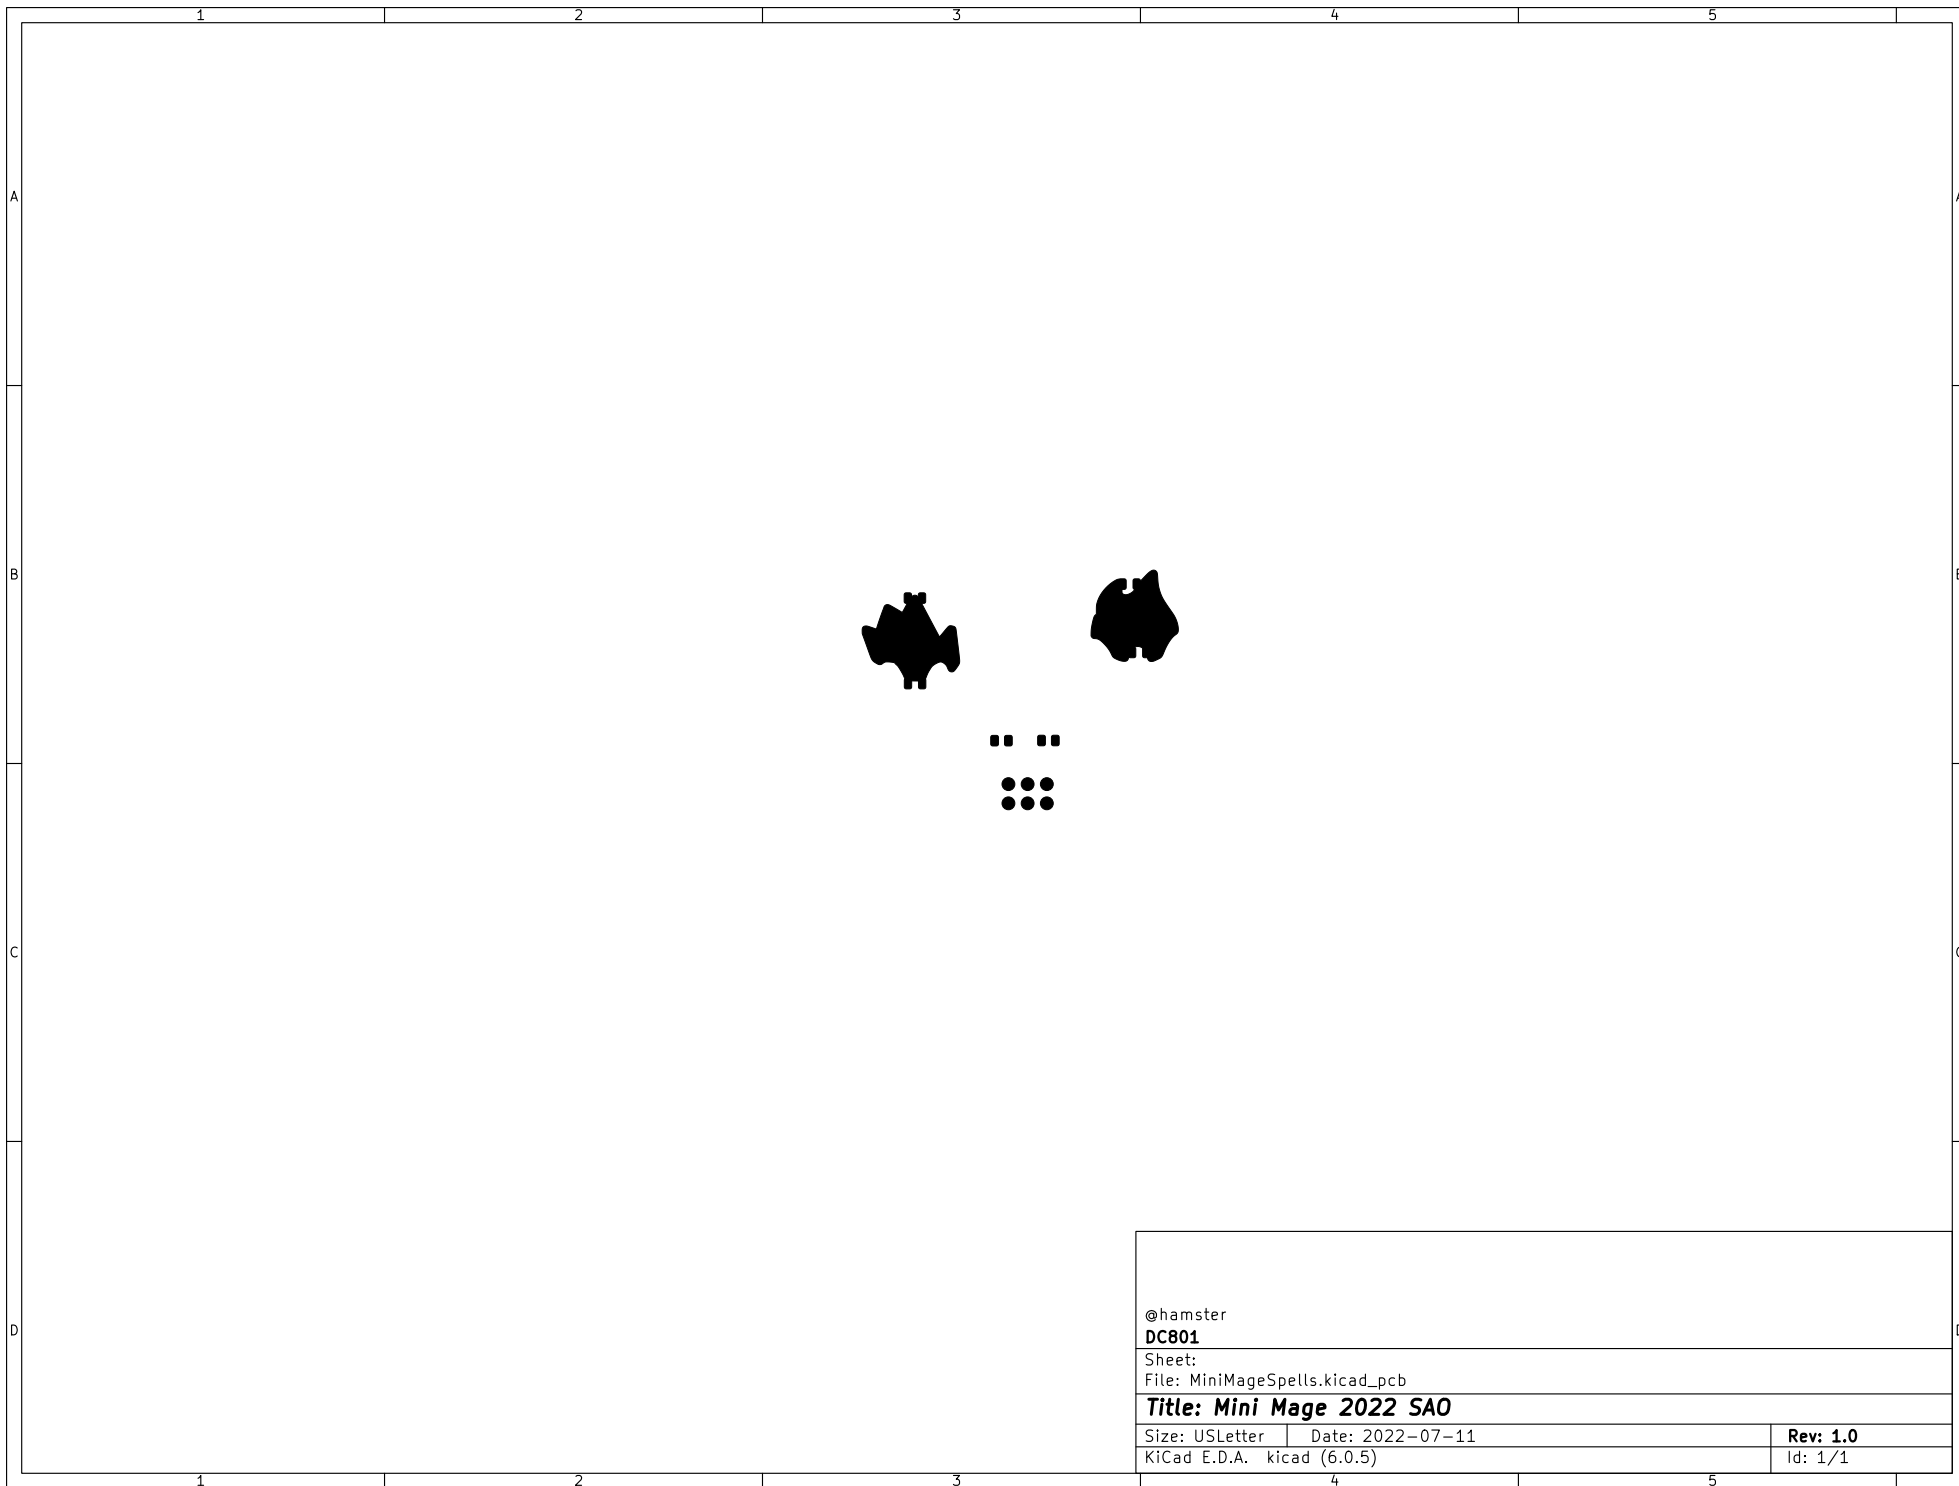 1 2 3 4 5
A A
B B
C C
D D
@hamster
DC801
Sheet:
File: MiniMageSpells.kicad_pcb
Title: Mini Mage 2022 SAO
Size: USLetter Date: 2022-07-11 Rev: 1.0
KiCad E.D.A. kicad (6.0.5) Id: 1/1
1 2 3 4 5